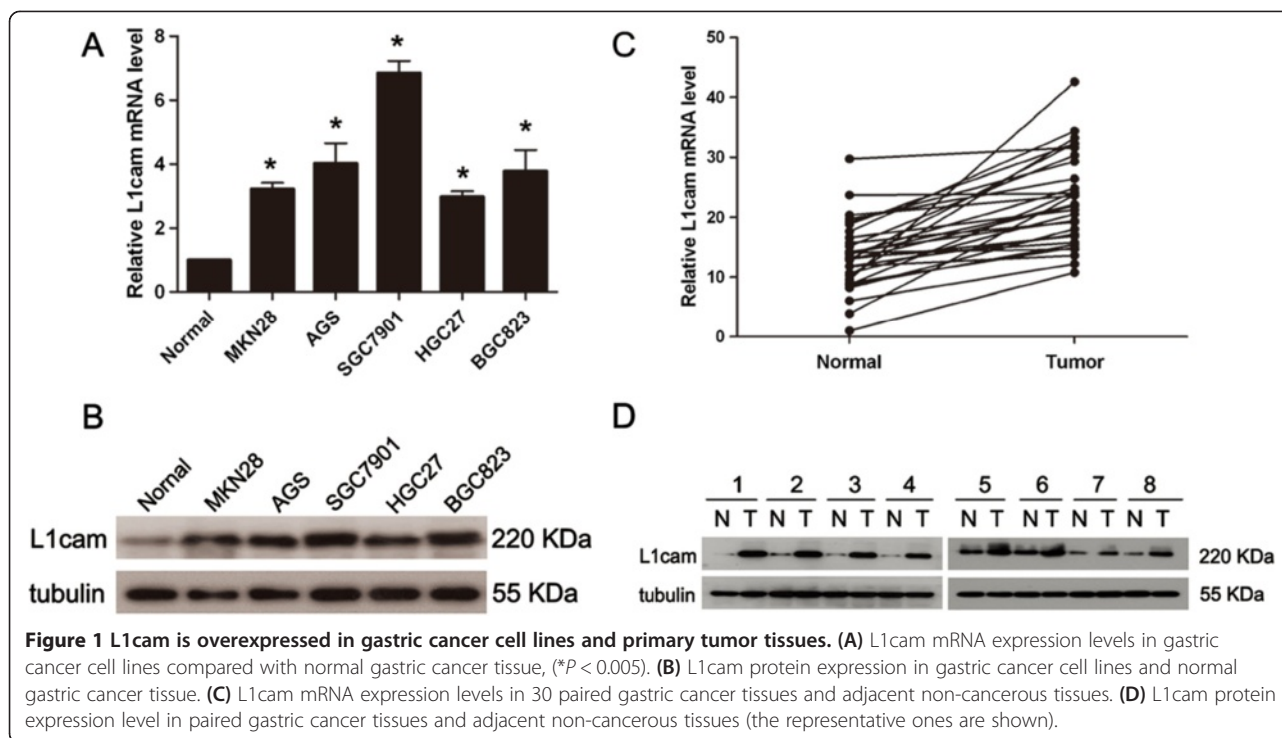 A
Relative L1cam mRNA level
8
6
4
2
0
*
*
*
*
*
Normal
MKN28
AGS
SGC7901
HGC27
BGC823
C
Relative L1cam mRNA level
50
40
30
20
10
0
Normal
Tumor
B
Nornal
MKN28
AGS
SGC7901
HGC27
BGC823
L1cam
220 KDa
tubulin
55 KDa
D
1 2 3 4 5 6 7 8
N T N T N T N T N T N T N T N T
L1cam
220 KDa
tubulin
55 KDa
Figure 1 L1cam is overexpressed in gastric cancer cell lines and primary tumor tissues. (A) L1cam mRNA expression levels in gastric
cancer cell lines compared with normal gastric cancer tissue, (*P < 0.005). (B) L1cam protein expression in gastric cancer cell lines and normal
gastric cancer tissue. (C) L1cam mRNA expression levels in 30 paired gastric cancer tissues and adjacent non-cancerous tissues. (D) L1cam protein
expression level in paired gastric cancer tissues and adjacent non-cancerous tissues (the representative ones are shown).